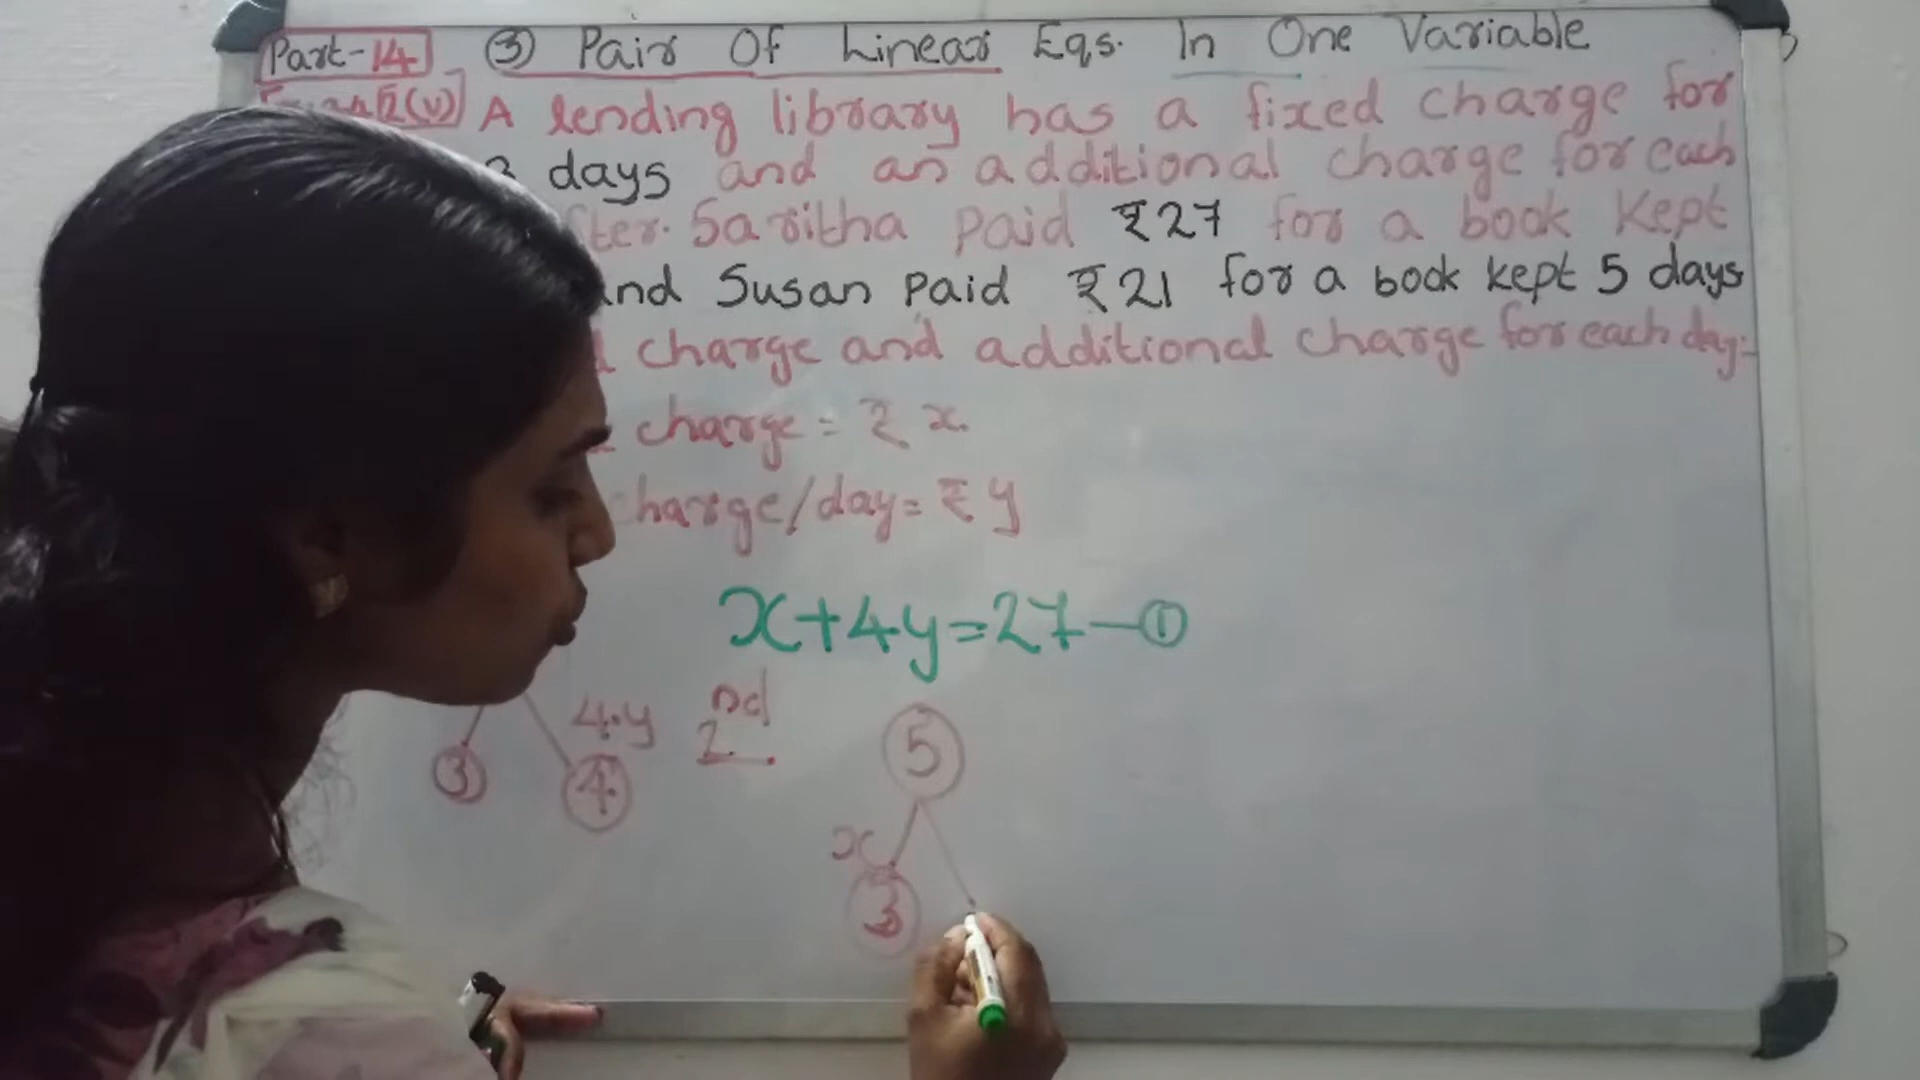 Part-14 ③ Pair Of Linear Eqs. In One Variable
2(v) A lending library has a fixed charge for
3 days and an additional charge for each
Saritha Paid ₹27 for a book Kept
Susan Paid ₹21 for a book kept 5 days
charge and additional charge for each day:-
charge = ₹ x.
charge/day= ₹ y
x+4y=27-①
4.y 2nd
5
3 4
x
3